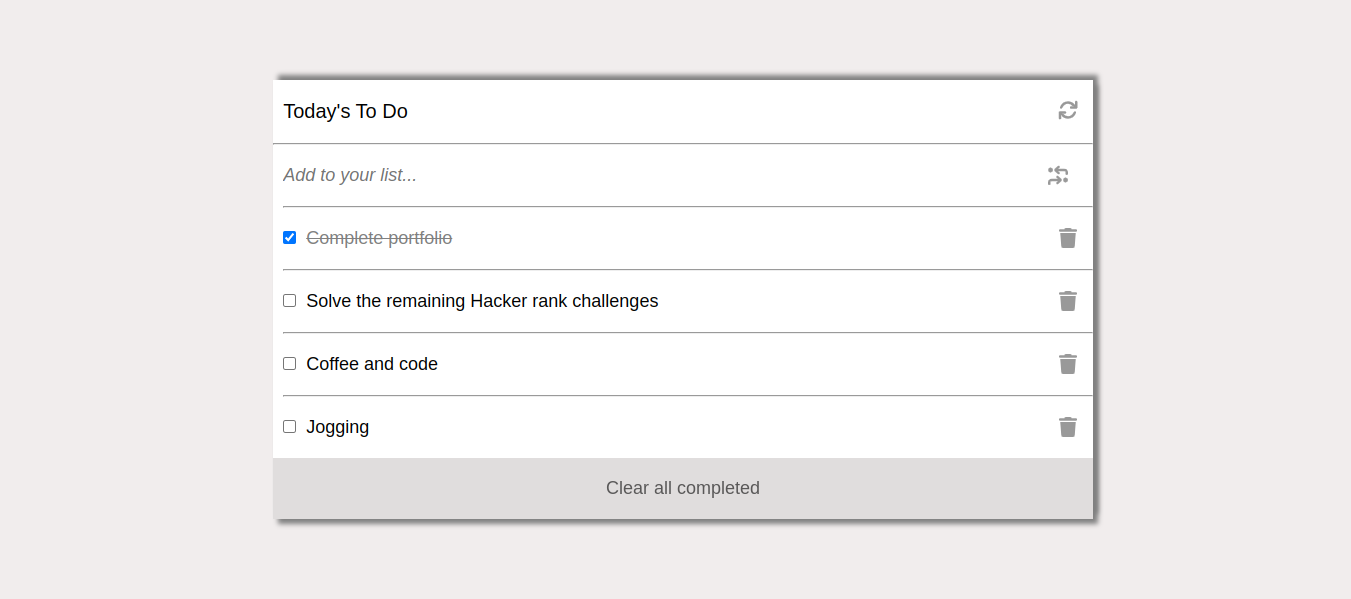 Today's To Do
Add to your list...
Complete portfolio
Solve the remaining Hacker rank challenges
Coffee and code
Jogging
Clear all completed